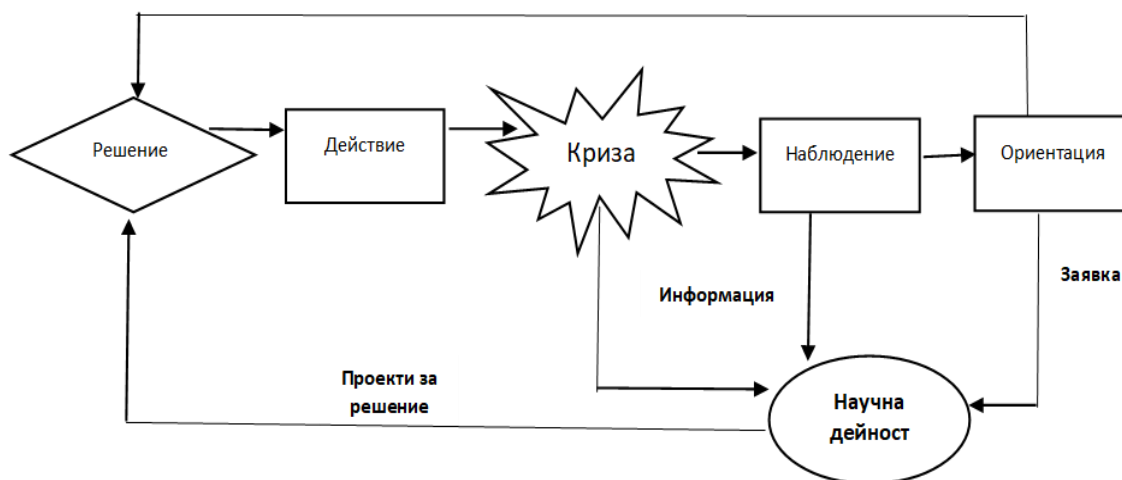 Решение
Действие
Криза
Наблюдение
Ориентация
Информация
Заявка
Проекти за
решение
Научна
дейност